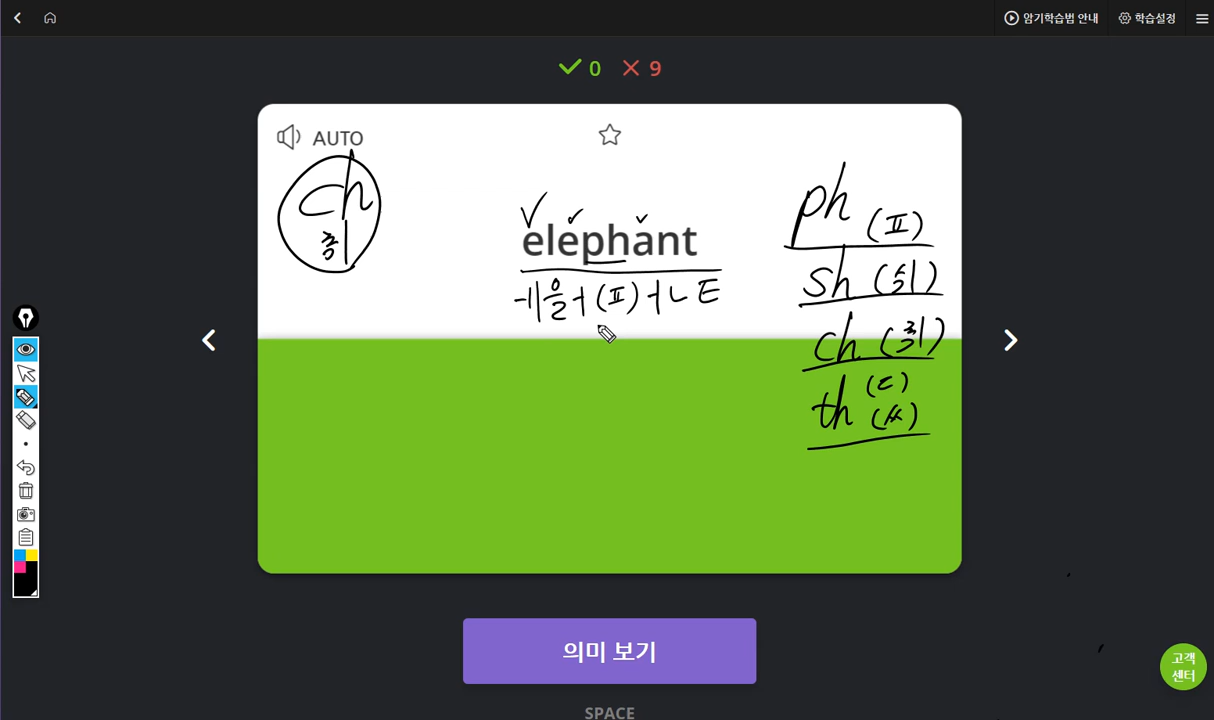 암기학습법 안내 학습설정
0 9
AUTO
ch
취
elephant
ㅔ을ㅓ(ㅍ)ㅓㄴㅌ
ph (ㅍ)
sh (쉬)
ch (취)
th (ㄷ)
(ㅆ)
의미 보기
고객
센터
SPACE